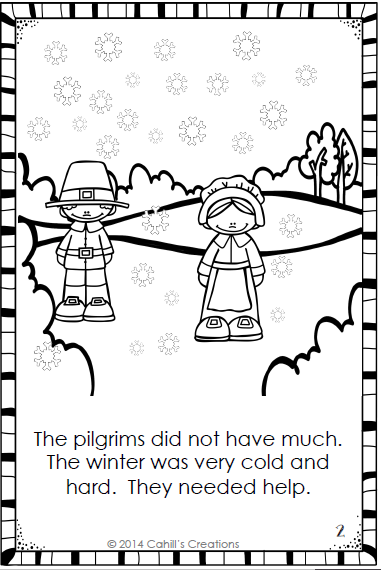 The pilgrims did not have much.
The winter was very cold and
hard.  They needed help.
2
© 2014 Cahill's Creations